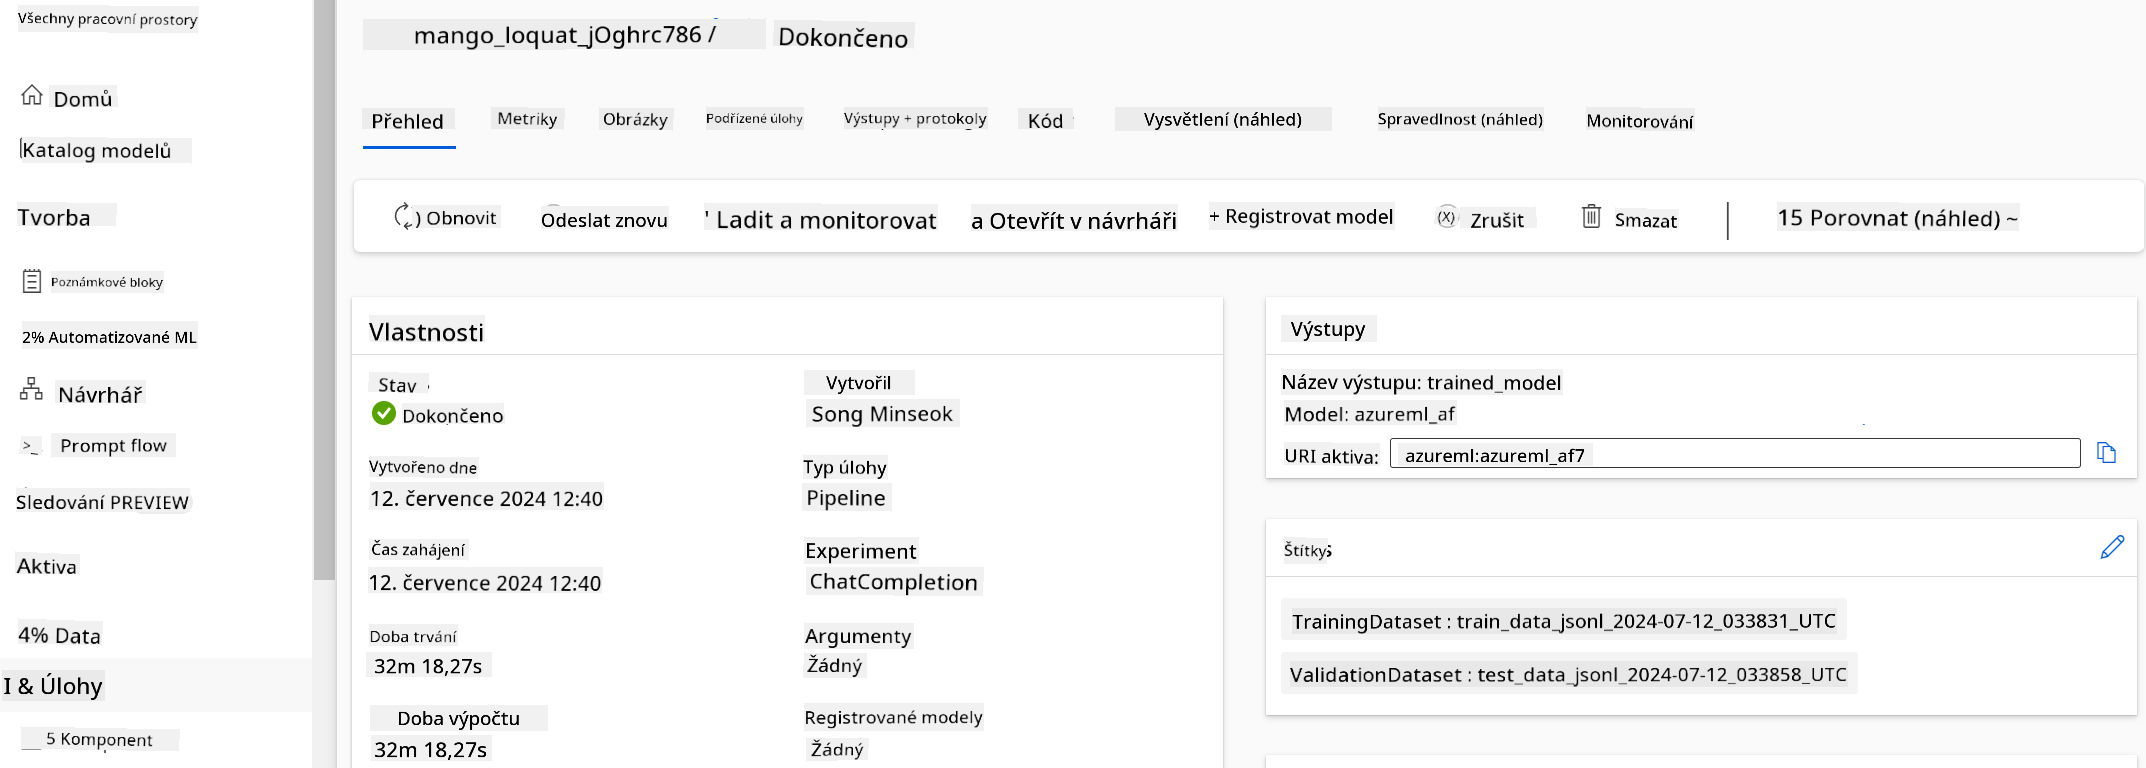 Všechny pracovní prostory
Domů
Katalog modelů
Tvorba
Poznámkové bloky
2% Automatizované ML
Návrhář
>_ Prompt flow
Sledování PREVIEW
Aktiva
4% Data
I & Úlohy
5 Komponent
mango_loquat_jOghrc786 / Dokončeno
Přehled Metriky Obrázky Podřízené úlohy Výstupy + protokoly Kód Vysvětlení (náhled) Spravedlnost (náhled) Monitorování
) Obnovit Odeslat znovu ' Ladit a monitorovat a Otevřít v návrháři + Registrovat model (X) Zrušit Smazat 15 Porovnat (náhled) ~
Vlastnosti
Stav
Dokončeno
Vytvořeno dne
12. července 2024 12:40
Čas zahájení
12. července 2024 12:40
Doba trvání
32m 18,27s
Doba výpočtu
32m 18,27s
Vytvořil
Song Minseok
Typ úlohy
Pipeline
Experiment
ChatCompletion
Argumenty
Žádný
Registrované modely
Žádný
Výstupy
Název výstupu: trained_model
Model: azureml_af
URI aktiva: azureml:azureml_af7
Štítky
TrainingDataset : train_data_jsonl_2024-07-12_033831_UTC
ValidationDataset : test_data_jsonl_2024-07-12_033858_UTC